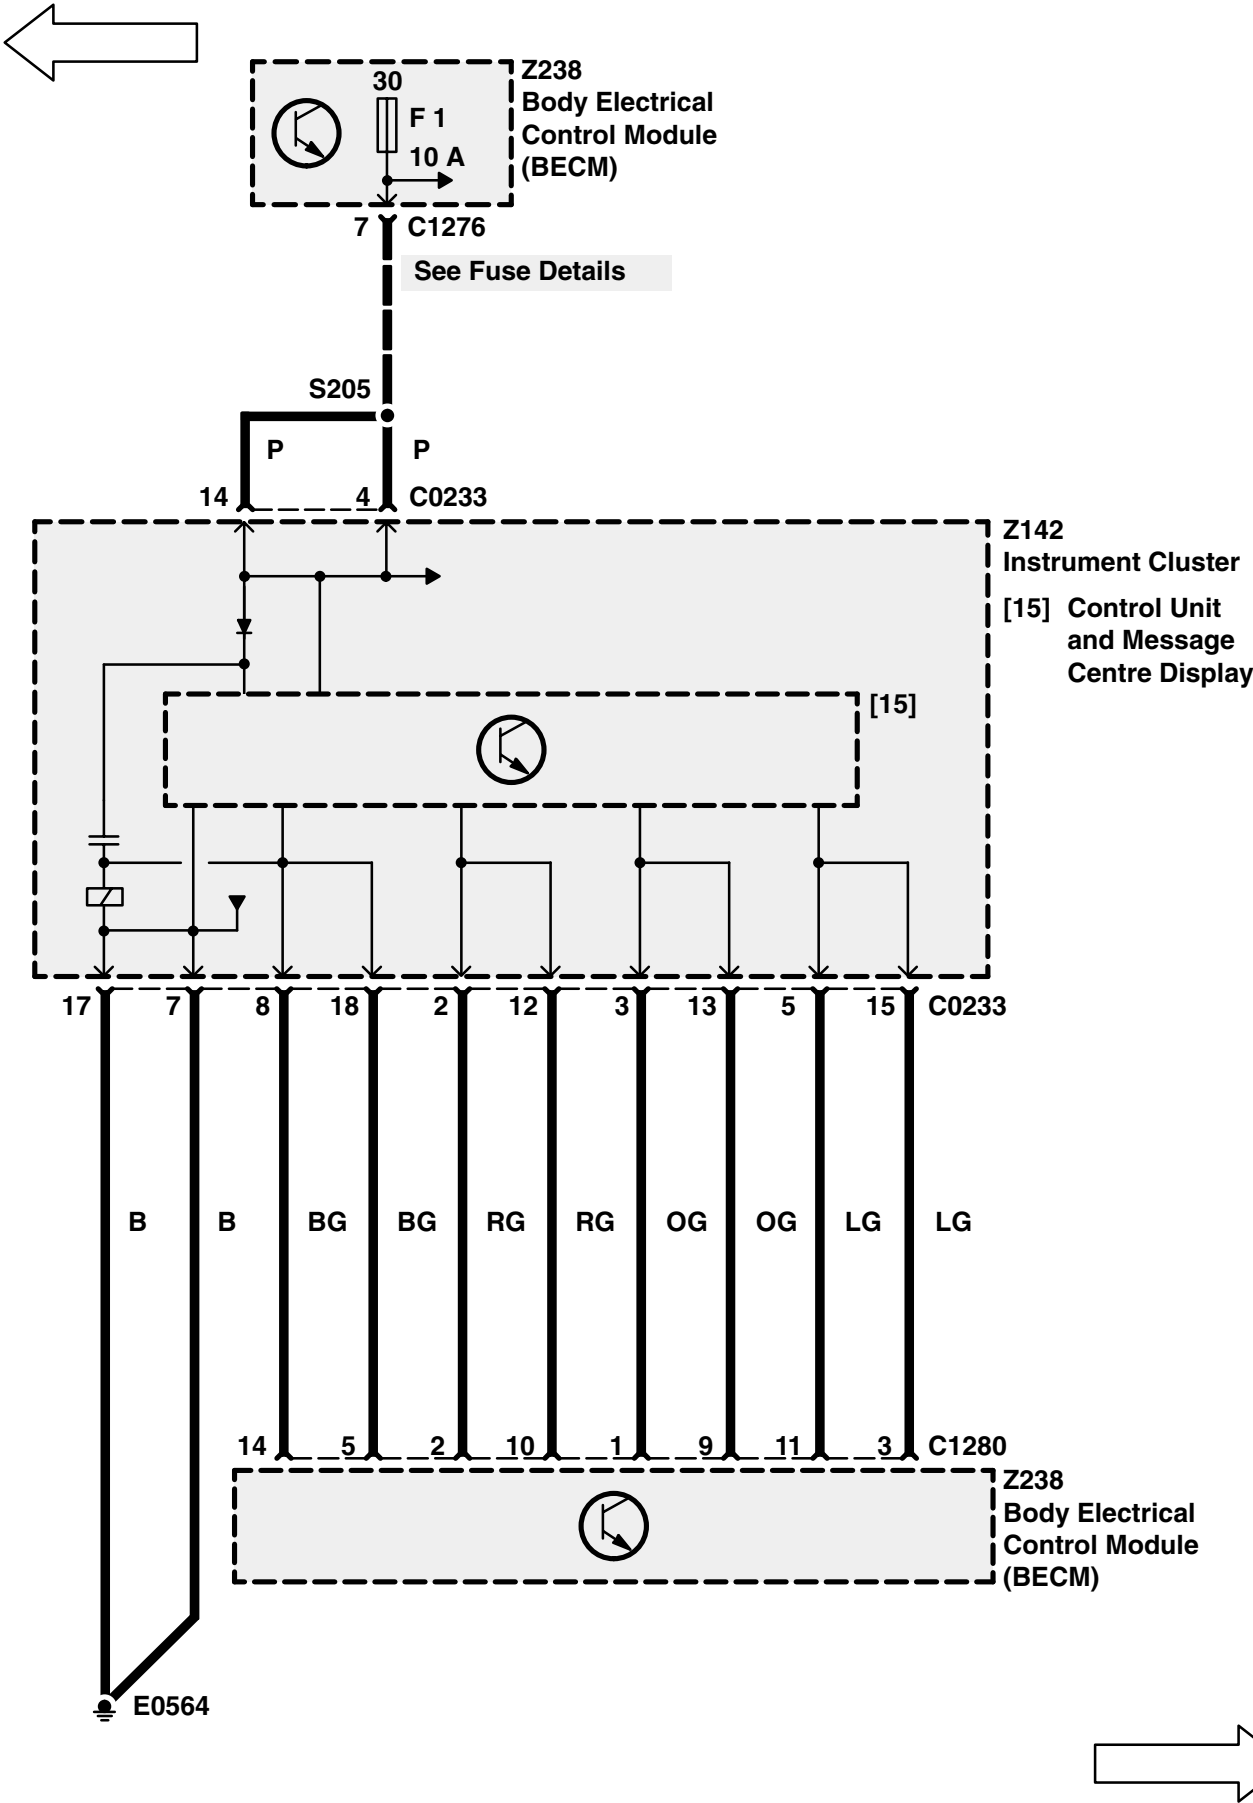 Z238
30
Body Electrical
F 1
Control Module
10 A
(BECM)
7 C1276
See Fuse Details
S205
P P
14 4 C0233
Z142
Instrument Cluster
[15] Control Unit
and Message
Centre Display
[15]
17 7 8 18 2 12 3 13 5 15 C0233
B B BG BG RG RG OG OG LG LG
14 5 2 10 1 9 11 3 C1280
Z238
Body Electrical
Control Module
(BECM)
E0564